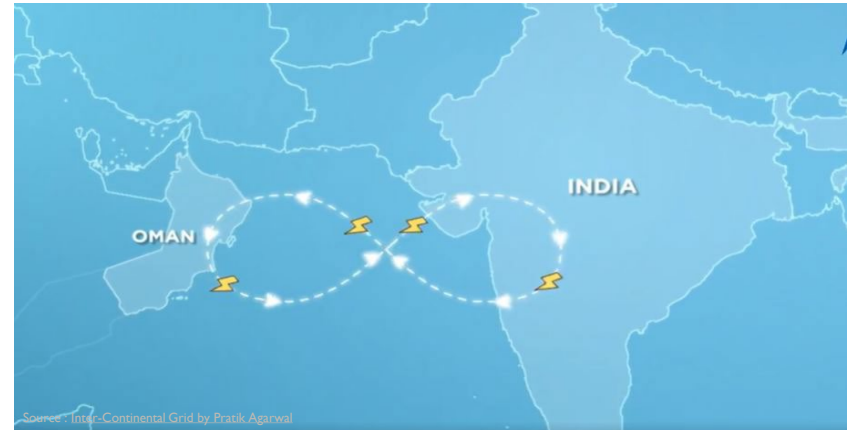 INDIA
OMAN
Source : Inter-Continental Grid by Pratik Agarwal